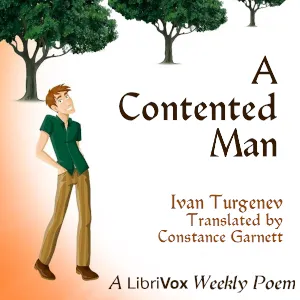 A
Contented
Man
Ivan Turgenev
Translated by
Constance Garnett
A LibriVox Weekly Poem